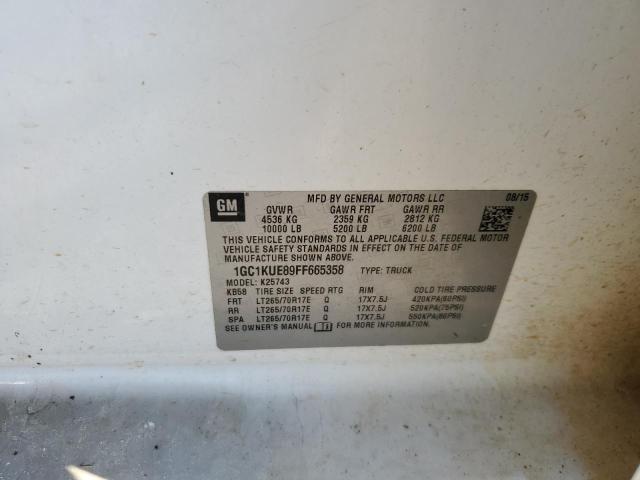 GM
MFD BY GENERAL MOTORS LLC 08/15
GVWR GAWR FRT GAWR RR
4536 KG 2359 KG 2812 KG
10000 LB 5200 LB 6200 LB
THIS VEHICLE CONFORMS TO ALL APPLICABLE U.S. FEDERAL MOTOR
VEHICLE SAFETY STANDARDS IN EFFECT ON THE DATE OF
MANUFACTURE SHOWN ABOVE.
1GC1KUE89FF665358 TYPE: TRUCK
MODEL: K25743
KB58 TIRE SIZE SPEED RTG RIM COLD TIRE PRESSURE
FRT LT265/70R17E Q 17X7.5J 420KPA(60PSI)
RR LT265/70R17E Q 17X7.5J 520KPA(75PSI)
SPA LT265/70R17E Q 17X7.5J 550KPA(80PSI)
SEE OWNER'S MANUAL FOR MORE INFORMATION.